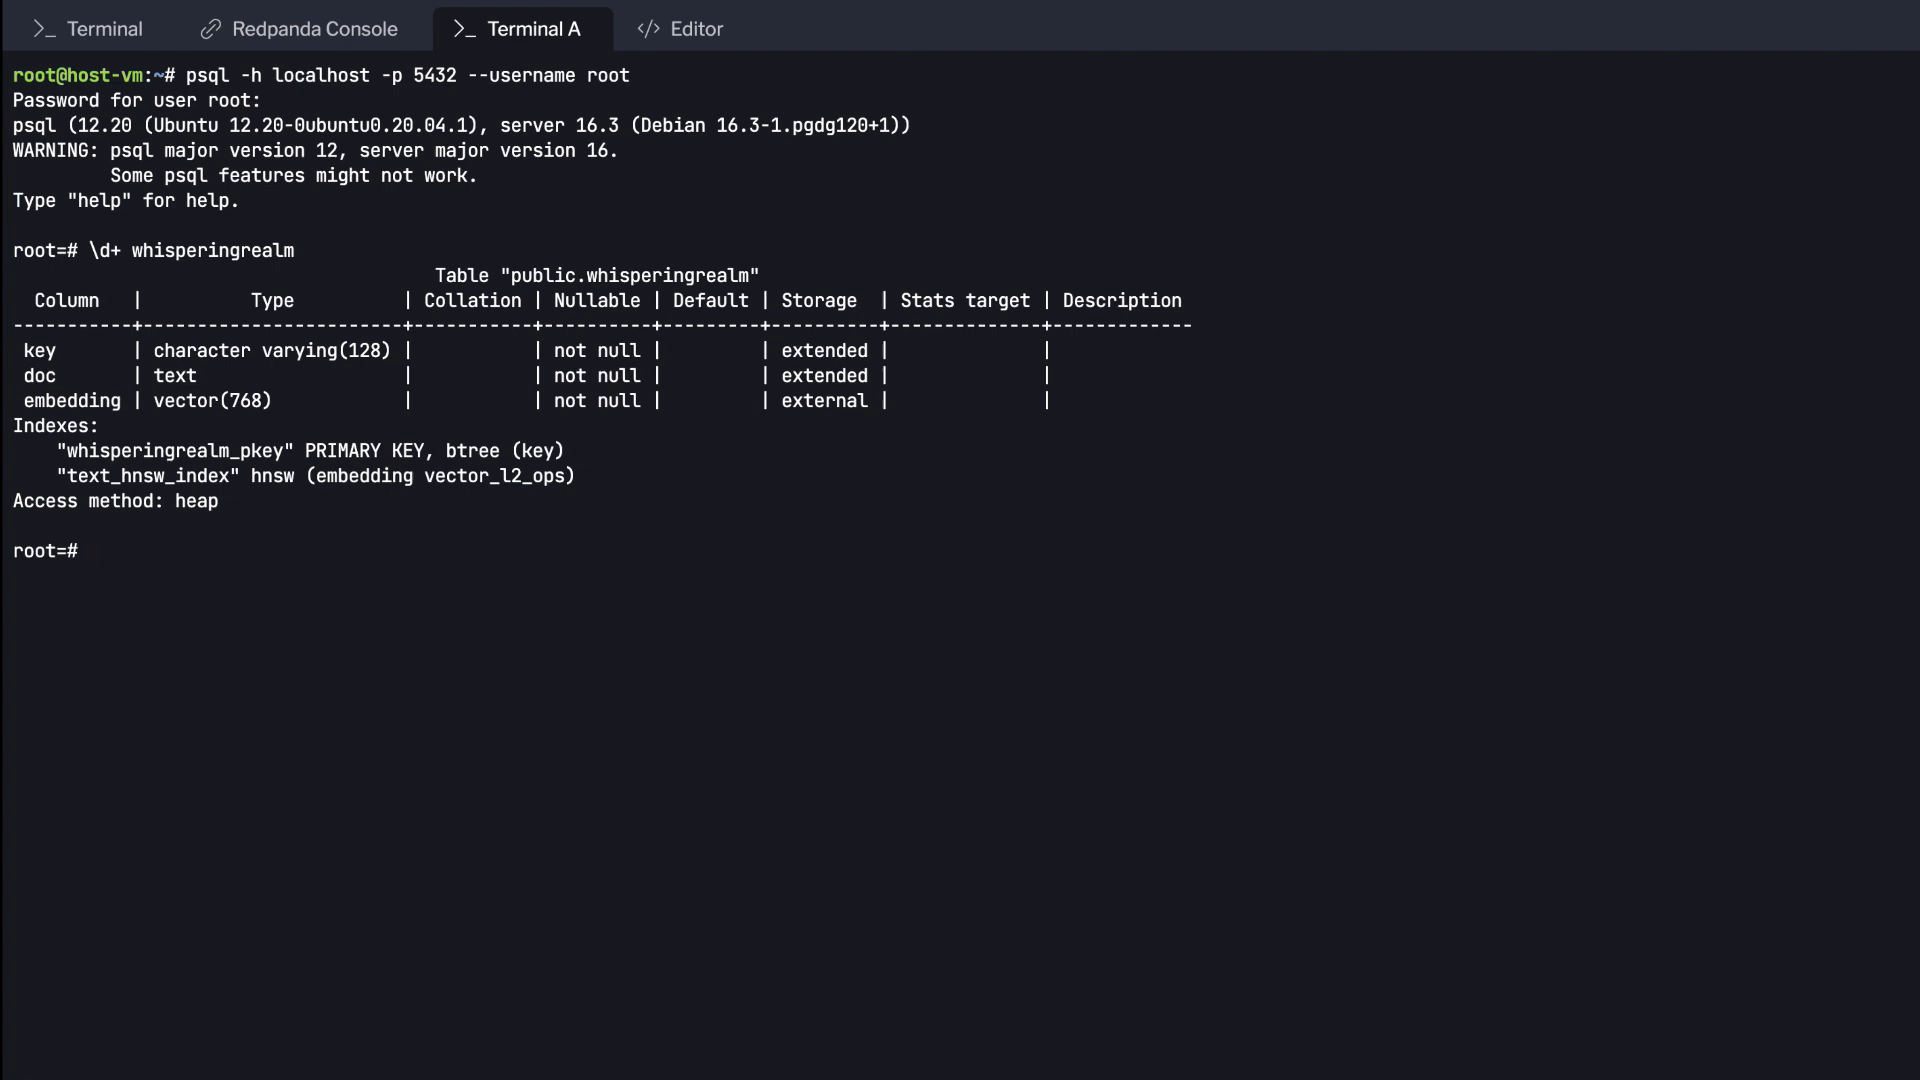 Terminal
Redpanda Console
Terminal A
Editor
root@host-vm:~# psql -h localhost -p 5432 --username root
Password for user root:
psql (12.20 (Ubuntu 12.20-0ubuntu0.20.04.1), server 16.3 (Debian 16.3-1.pgdg120+1))
WARNING: psql major version 12, server major version 16.
         Some psql features might not work.
Type "help" for help.
root=# \d+ whisperingrealm
                                       Table "public.whisperingrealm"
  Column   |          Type          | Collation | Nullable | Default | Storage  | Stats target | Description
-----------+------------------------+-----------+----------+---------+----------+--------------+-------------
 key       | character varying(128) |           | not null |         | extended |              |
 doc       | text                   |           | not null |         | extended |              |
 embedding | vector(768)            |           | not null |         | external |              |
Indexes:
    "whisperingrealm_pkey" PRIMARY KEY, btree (key)
    "text_hnsw_index" hnsw (embedding vector_l2_ops)
Access method: heap
root=#